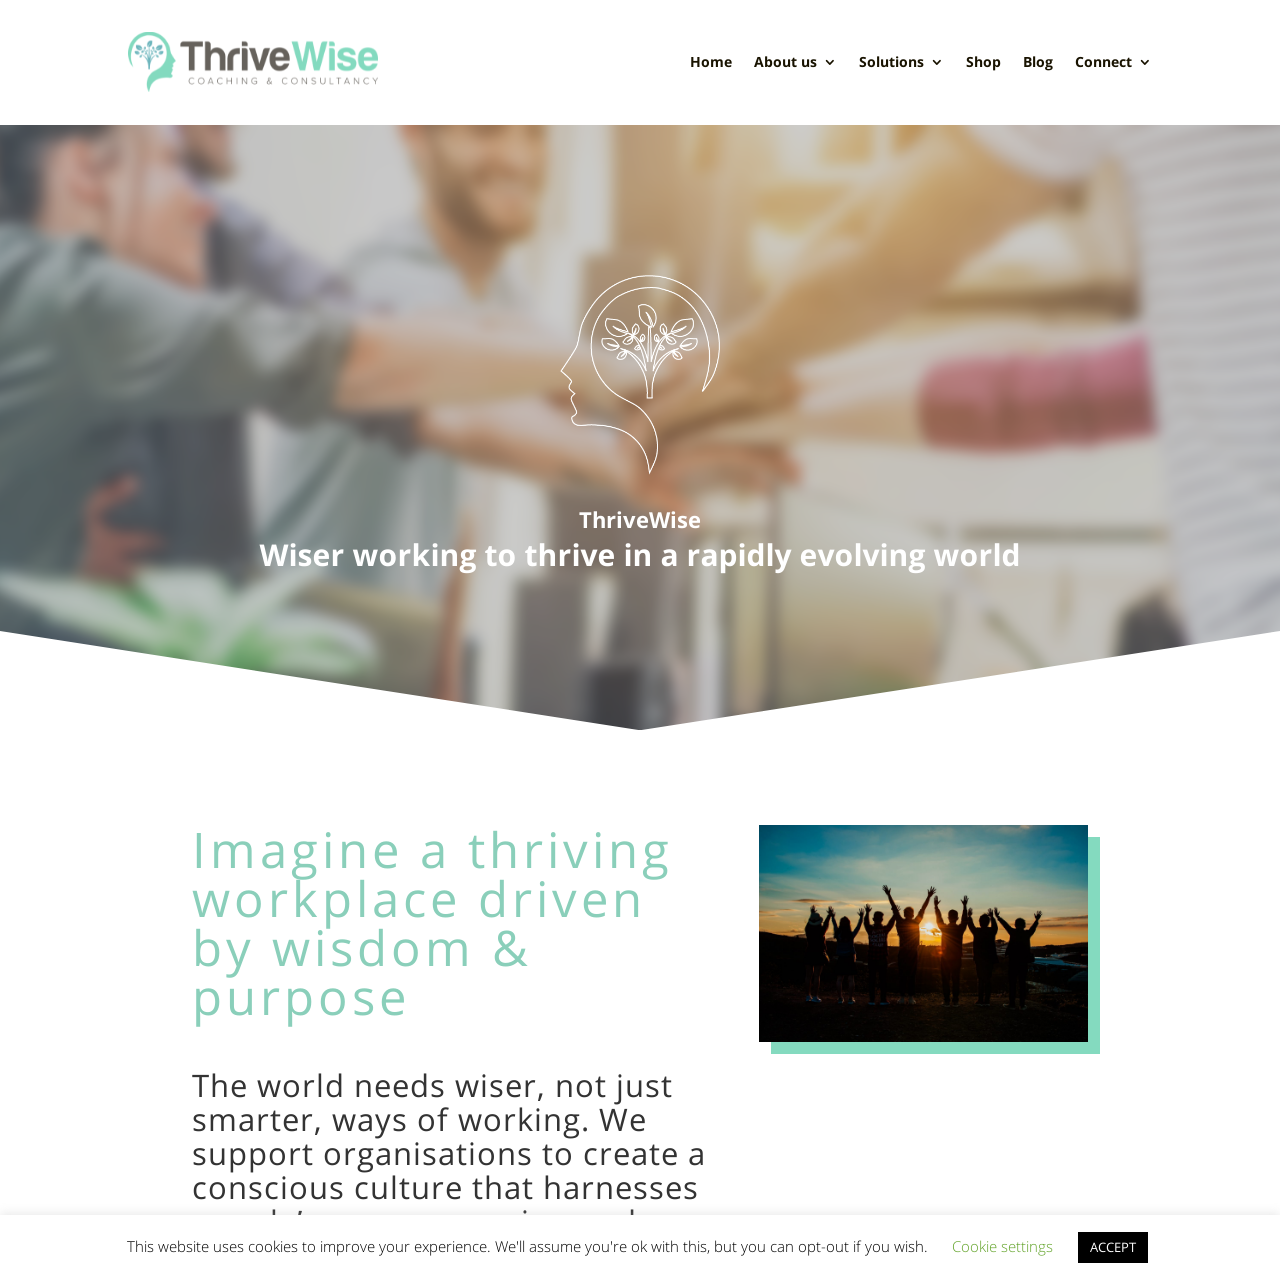 ThriveWise
COACHING & CONSULTANCY
Home About us Solutions Shop Blog Connect
ThriveWise
Wiser working to thrive in a rapidly evolving world
Imagine a thriving
workplace driven
by wisdom &
purpose
The world needs wiser, not just
smarter, ways of working. We
support organisations to create a
conscious culture that harnesses
This website uses cookies to improve your experience. We'll assume you're ok with this, but you can opt-out if you wish. Cookie settings ACCEPT